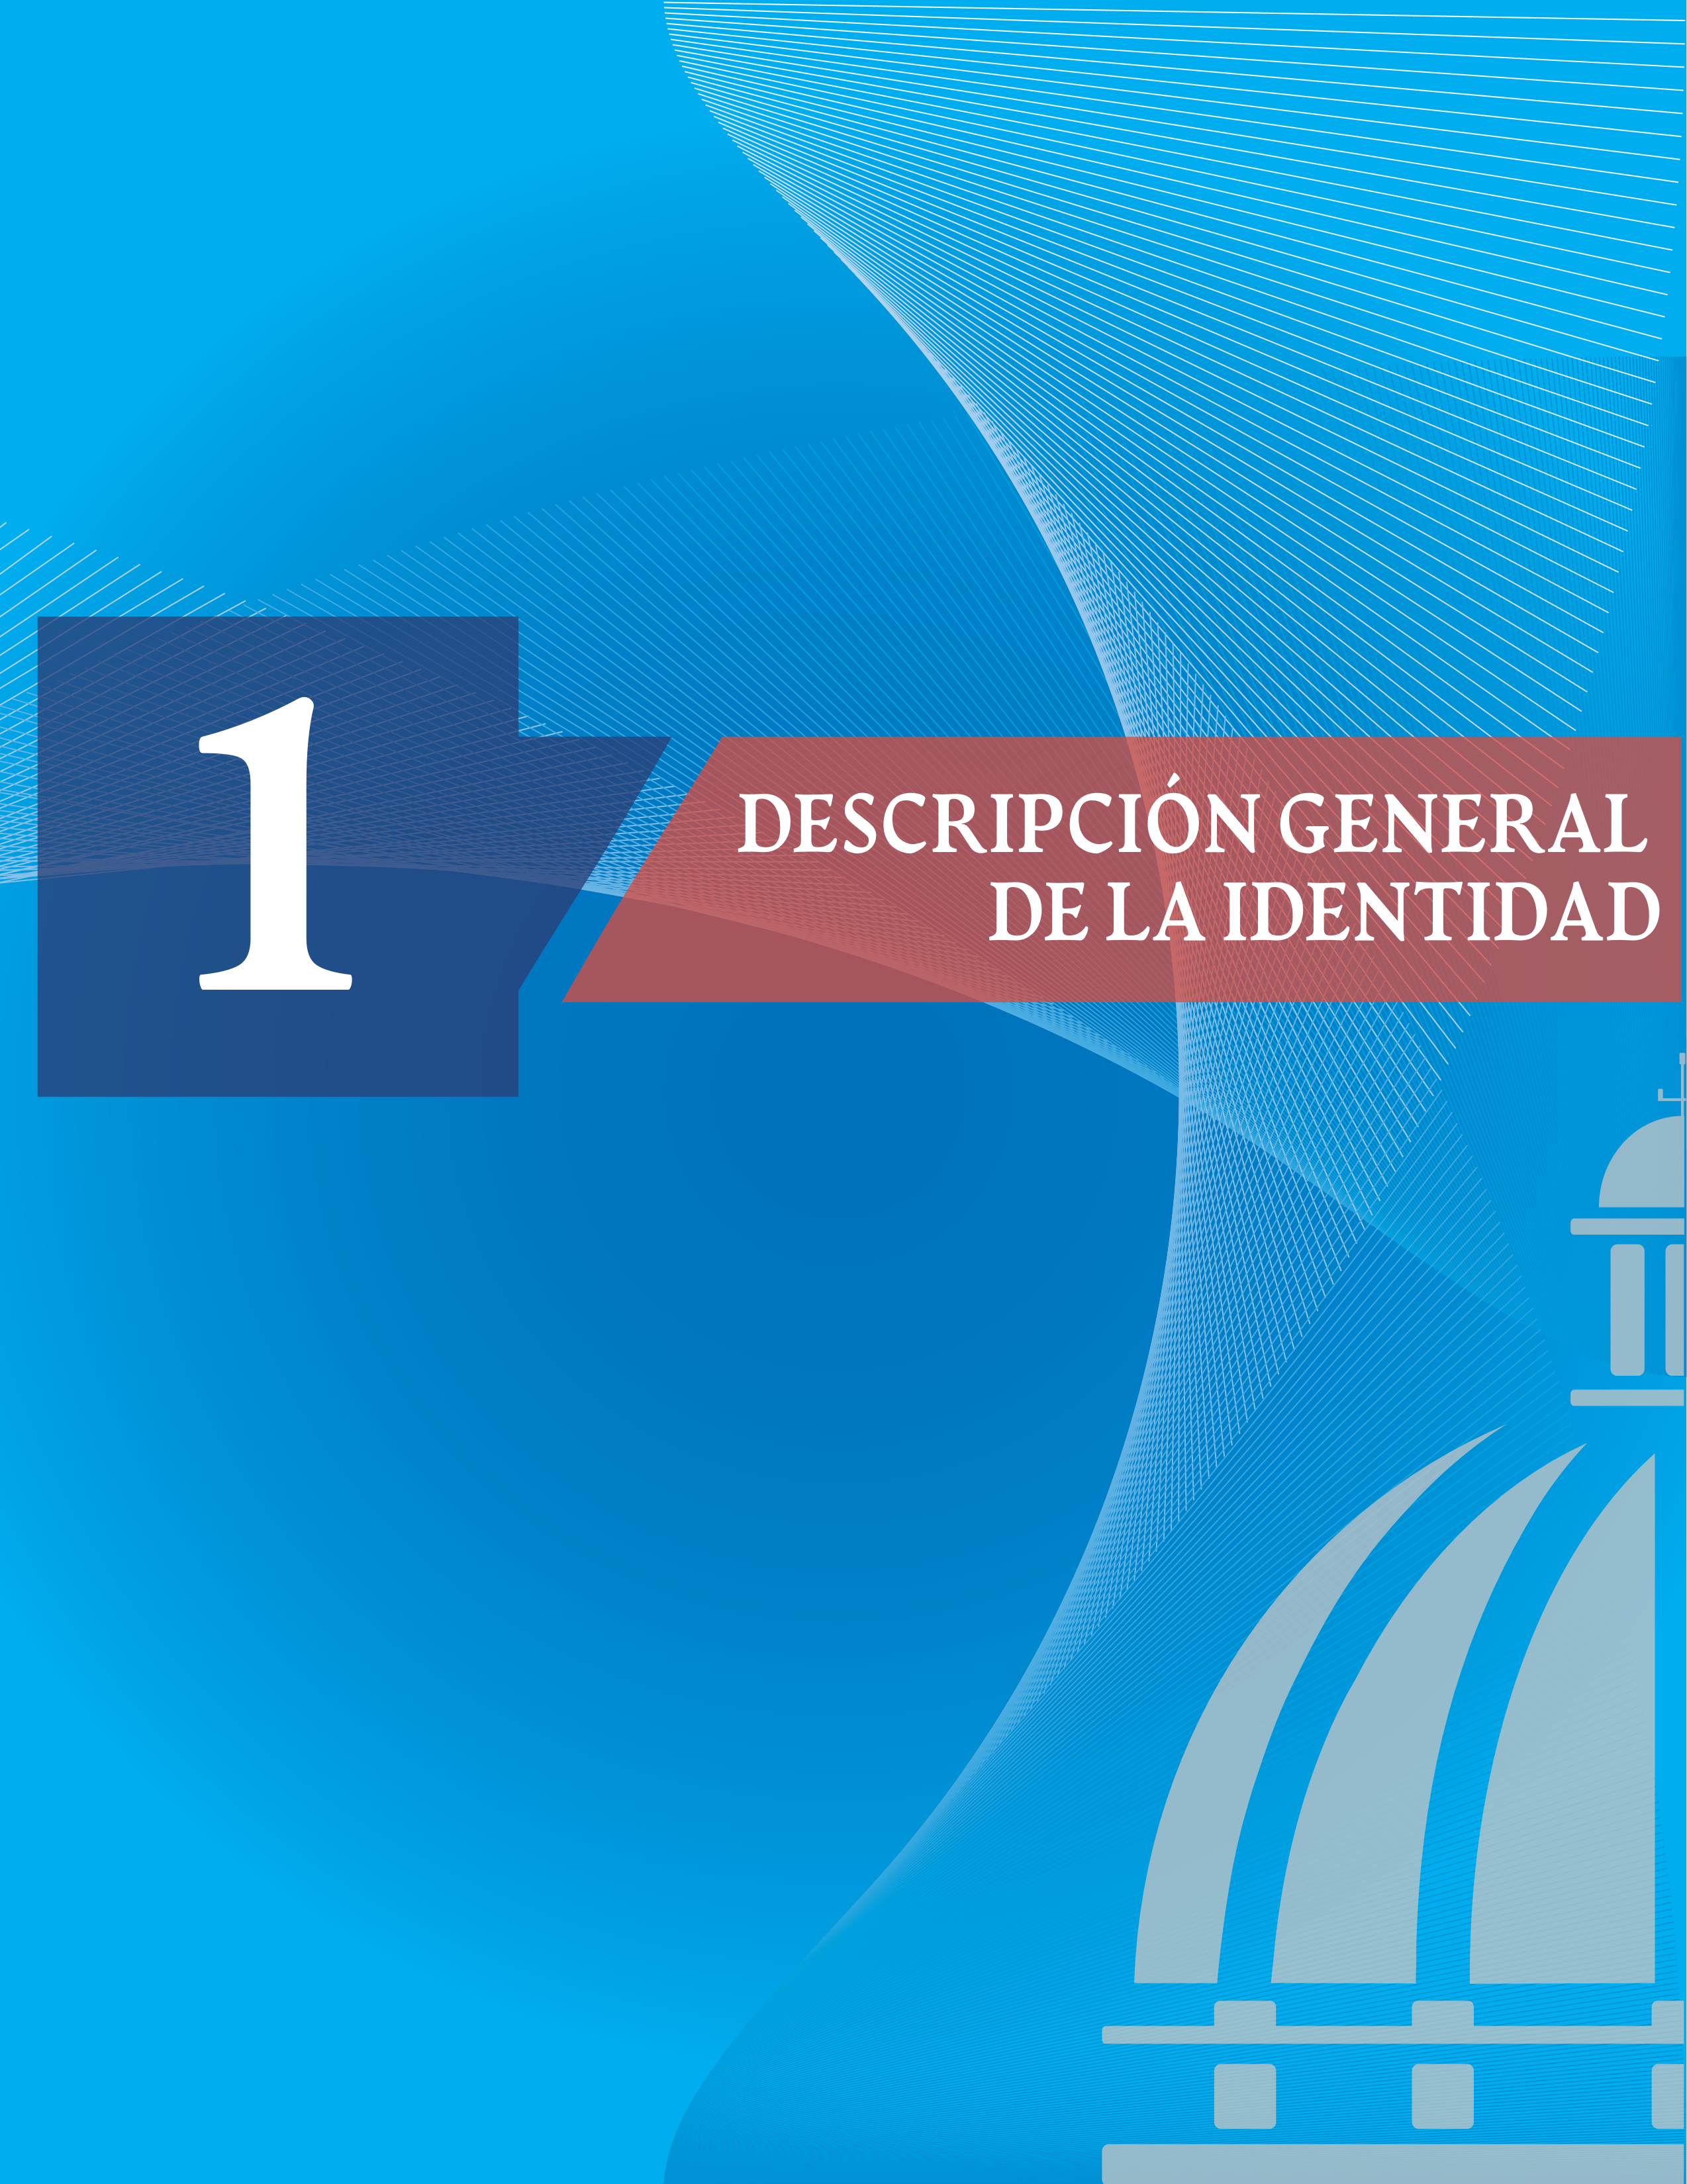 1
DESCRIPCIÓN GENERAL
DE LA IDENTIDAD